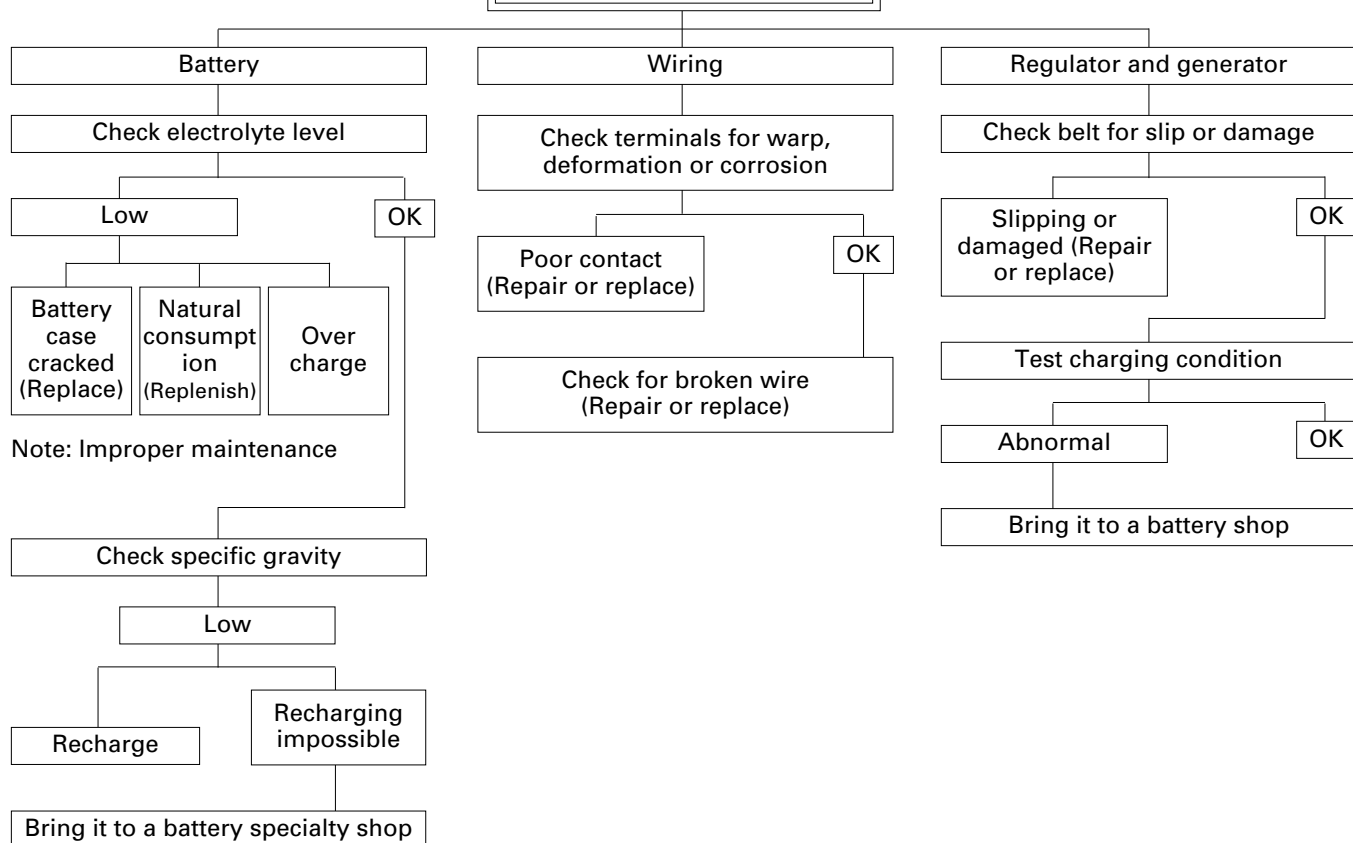 Battery
Check electrolyte level
Low
OK
Battery
case
cracked
(Replace)
Natural
consumpt
ion
(Replenish)
Over
charge
Note: Improper maintenance
Check specific gravity
Low
Recharge
Recharging
impossible
Bring it to a battery specialty shop
Wiring
Check terminals for warp,
deformation or corrosion
Poor contact
(Repair or replace)
OK
Check for broken wire
(Repair or replace)
Regulator and generator
Check belt for slip or damage
Slipping or
damaged (Repair
or replace)
OK
Test charging condition
Abnormal
OK
Bring it to a battery shop